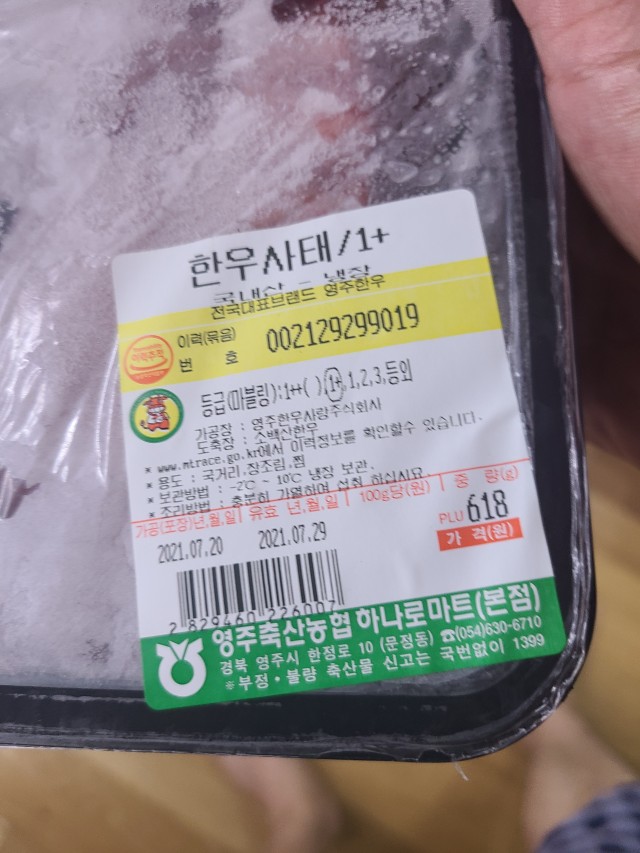 한우사태/1+
국내산 - 냉장
전국대표브랜드 영주한우
이력(묶음)
번 호
002129299019
등급(마블링):1++( ),1+,1,2,3,등외
가공장 : 영주한우사랑주식회사
도축장 : 소백산한우
* www.mtrace.go.kr에서 이력정보를 확인할수 있습니다.
* 용도 : 국거리,장조림,찜
* 보관방법 : -2℃ ~ 10℃ 냉장 보관.
* 조리방법 : 충분히 가열하여 섭취 하십시요
가공(포장)년,월,일 유효 년,월,일 100g당(원) 중 량(g)
2021.07.20 2021.07.29 PLU 618
가 격(원)
2 829460 226007
영주축산농협 하나로마트(본점)
경북 영주시 한정로 10 (문정동) ☎(054)630-6710
※부정·불량 축산물 신고는 국번없이 1399